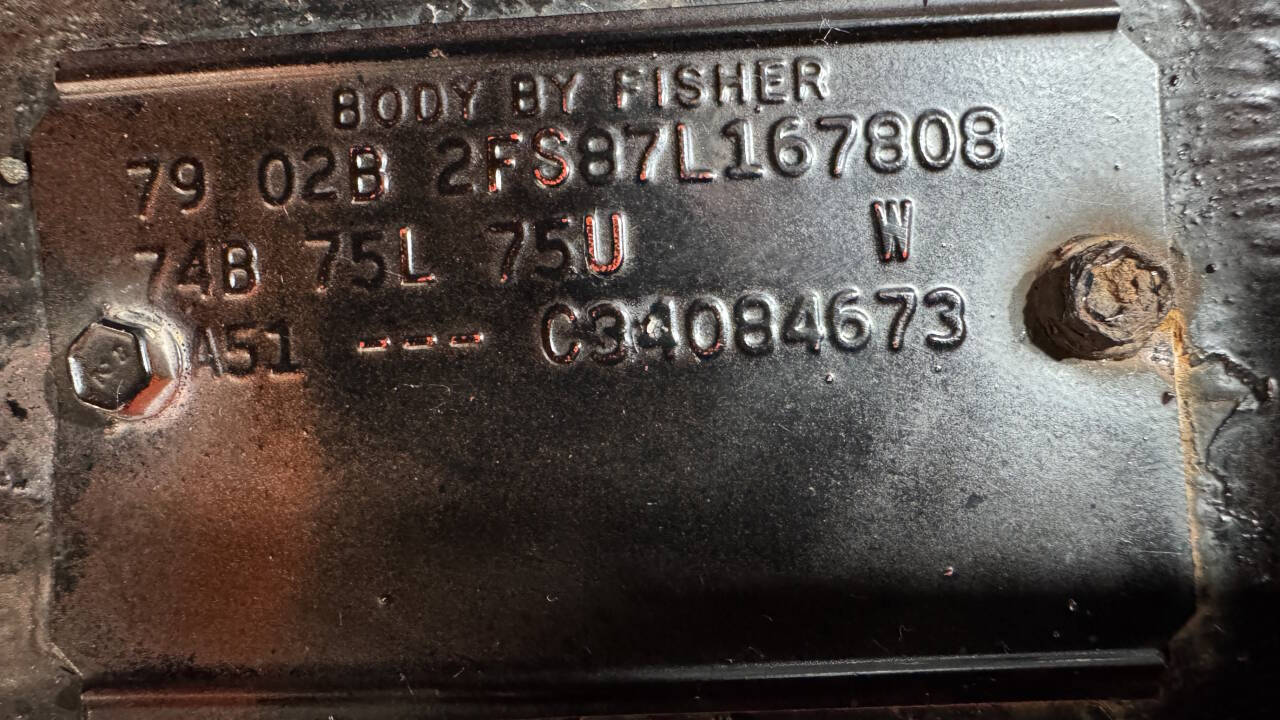 BODY BY FISHER
79 02B 2FS87L167808
74B 75L 75U W
A51 --- C34084673